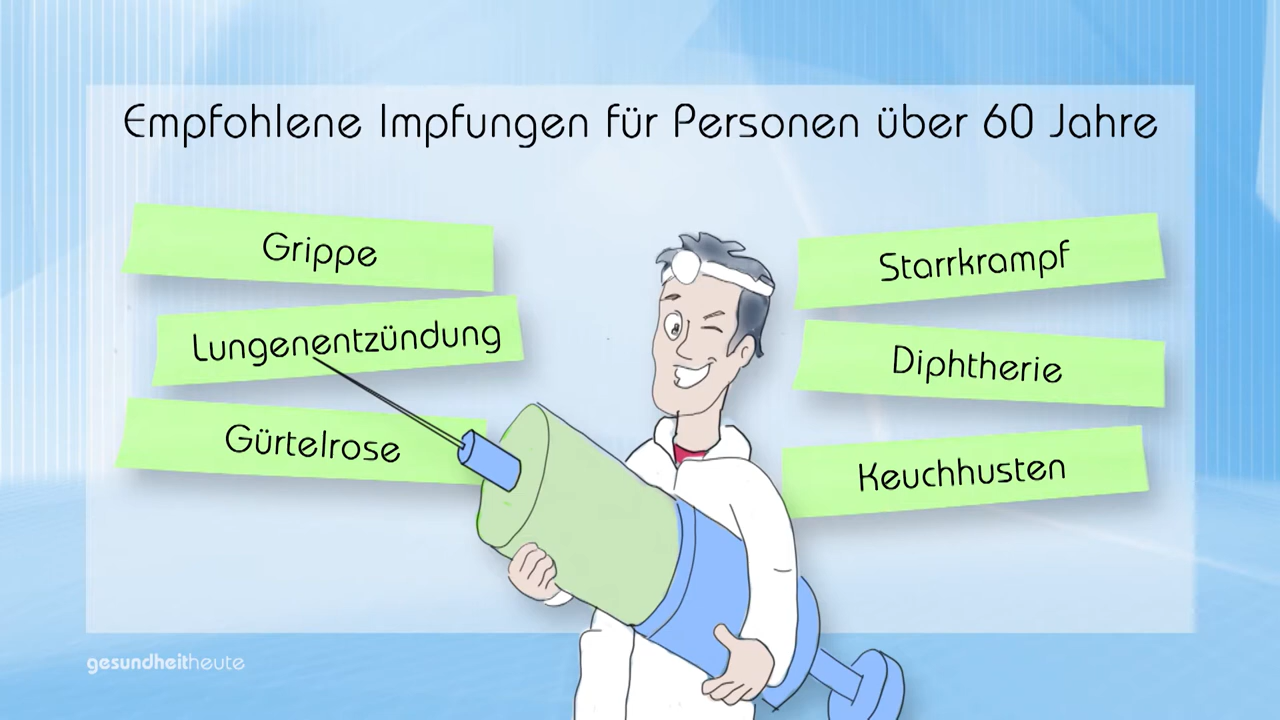 Empfohlene Impfungen für Personen über 60 Jahre
Grippe
Lungenentzündung
Gürtelrose
Starrkrampf
Diphtherie
Keuchhusten
gesundheitheute